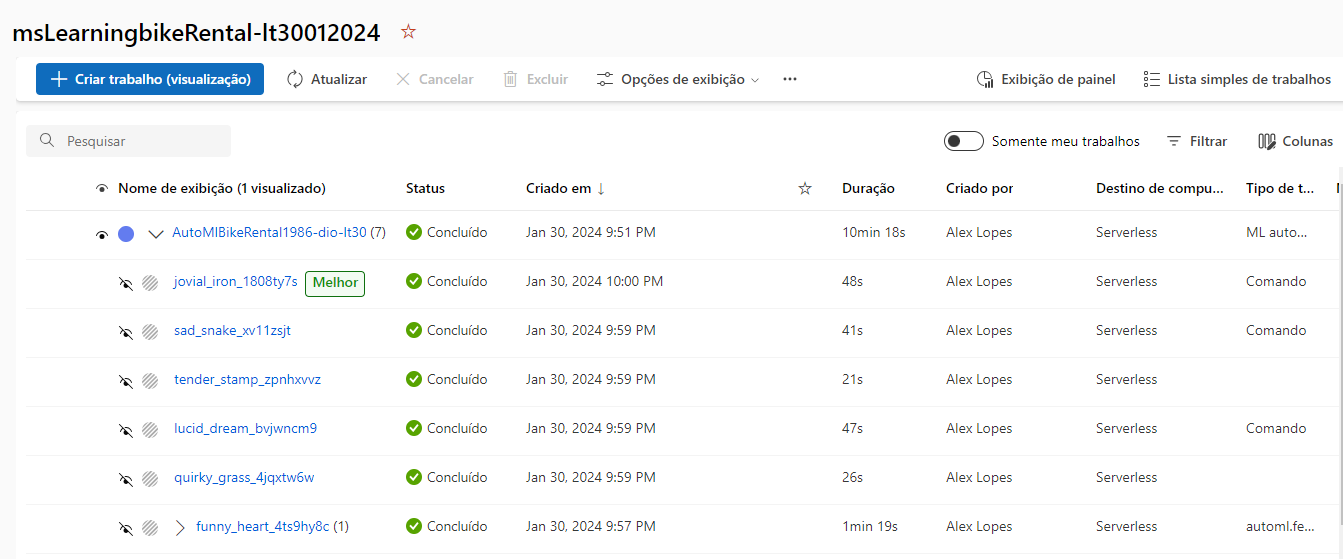 msLearningbikeRental-lt30012024
Criar trabalho (visualização) Atualizar Cancelar Excluir Opções de exibição ... Exibição de painel Lista simples de trabalhos
Pesquisar Somente meu trabalhos Filtrar Colunas
Nome de exibição (1 visualizado) Status Criado em ↓ Duração Criado por Destino de compu... Tipo de t...
AutoMlBikeRental1986-dio-lt30 (7) Concluído Jan 30, 2024 9:51 PM 10min 18s Alex Lopes Serverless ML auto...
jovial_iron_1808ty7s Melhor Concluído Jan 30, 2024 10:00 PM 48s Alex Lopes Serverless Comando
sad_snake_xv11zsjt Concluído Jan 30, 2024 9:59 PM 41s Alex Lopes Serverless Comando
tender_stamp_zpnhxvvz Concluído Jan 30, 2024 9:59 PM 21s Alex Lopes Serverless
lucid_dream_bvjwncm9 Concluído Jan 30, 2024 9:59 PM 47s Alex Lopes Serverless Comando
quirky_grass_4jqxtw6w Concluído Jan 30, 2024 9:59 PM 26s Alex Lopes Serverless
funny_heart_4ts9hy8c (1) Concluído Jan 30, 2024 9:57 PM 1min 19s Alex Lopes Serverless automl.fe...